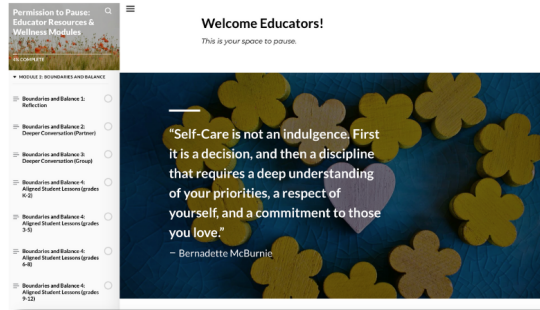 Permission to Pause:
Educator Resources &
Wellness Modules
MODULE 2: BOUNDARIES AND BALANCE
Boundaries and Balance 1:
Reflection
Boundaries and Balance 2:
Deeper Conversation (Partner)
Boundaries and Balance 3:
Deeper Conversation (Group)
Boundaries and Balance 4:
Aligned Student Lessons (grades
K-2)
Boundaries and Balance 4:
Aligned Student Lessons (grades
3-5)
Boundaries and Balance 4:
Aligned Student Lessons (grades
6-8)
Boundaries and Balance 4:
Aligned Student Lessons (grades
9-12)
Welcome Educators!
This is your space to pause.
“Self-Care is not an indulgence. First
it is a decision, and then a discipline
that requires a deep understanding
of your priorities, a respect of
yourself, and a commitment to those
you love.”
– Bernadette McBurnie